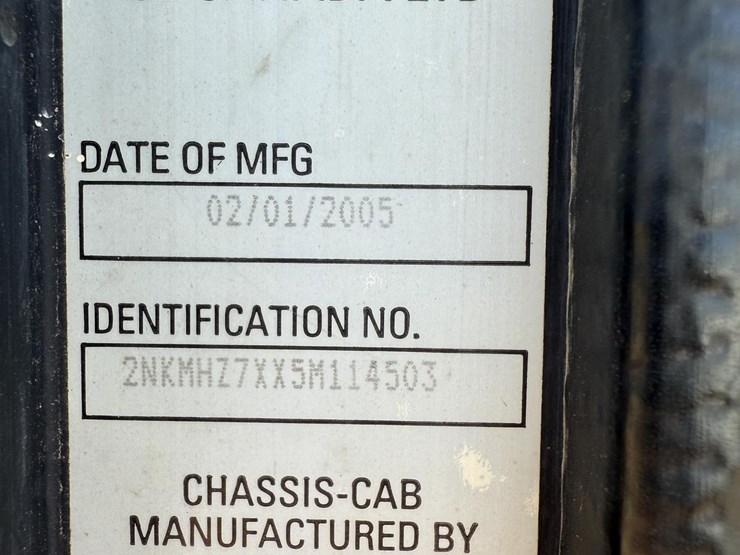 DATE OF MFG
02/01/2005
IDENTIFICATION NO.
2NKMHZ7XX5M114503
CHASSIS-CAB
MANUFACTURED BY